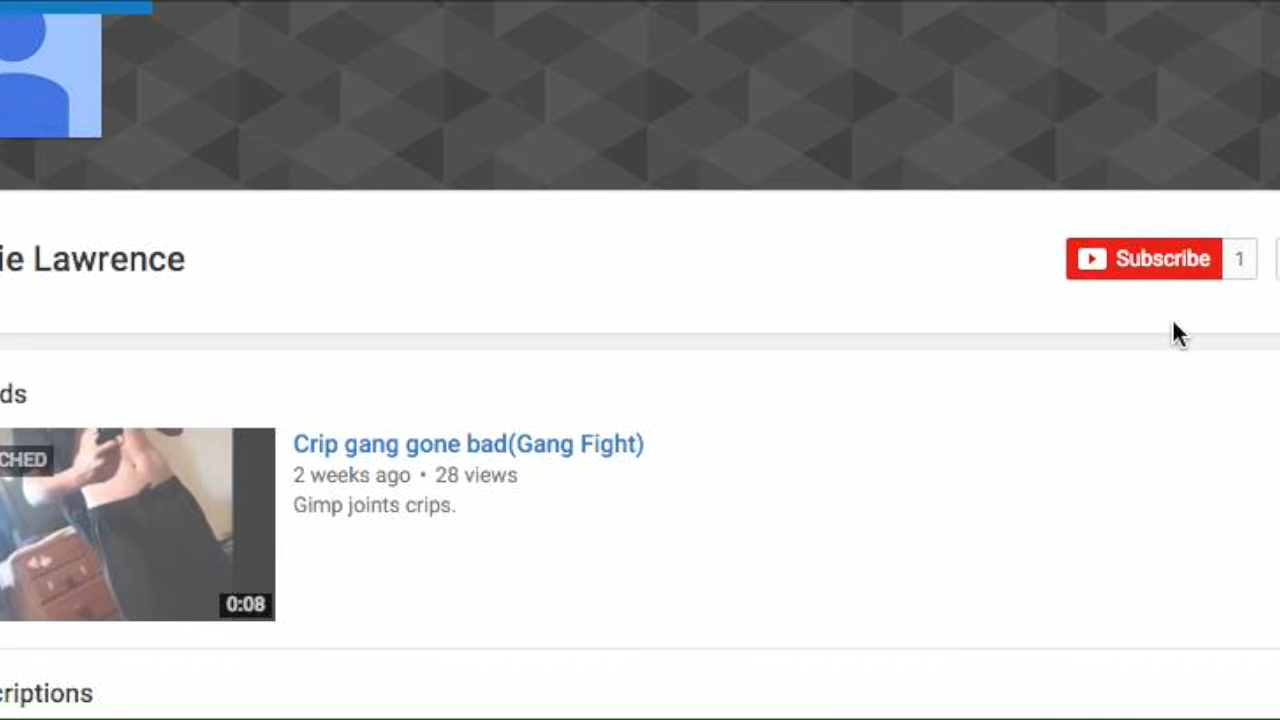 ie Lawrence
Subscribe 1
ds
CHED
Crip gang gone bad(Gang Fight)
2 weeks ago • 28 views
Gimp joints crips.
0:08
criptions